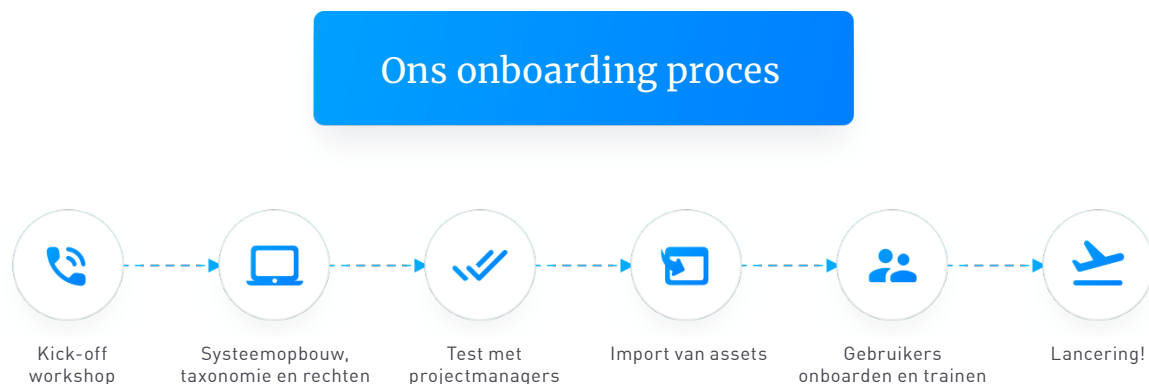 Ons onboarding proces
Kick-off
workshop
Systeemopbouw,
taxonomie en rechten
Test met
projectmanagers
Import van assets
Gebruikers
onboarden en trainen
Lancering!